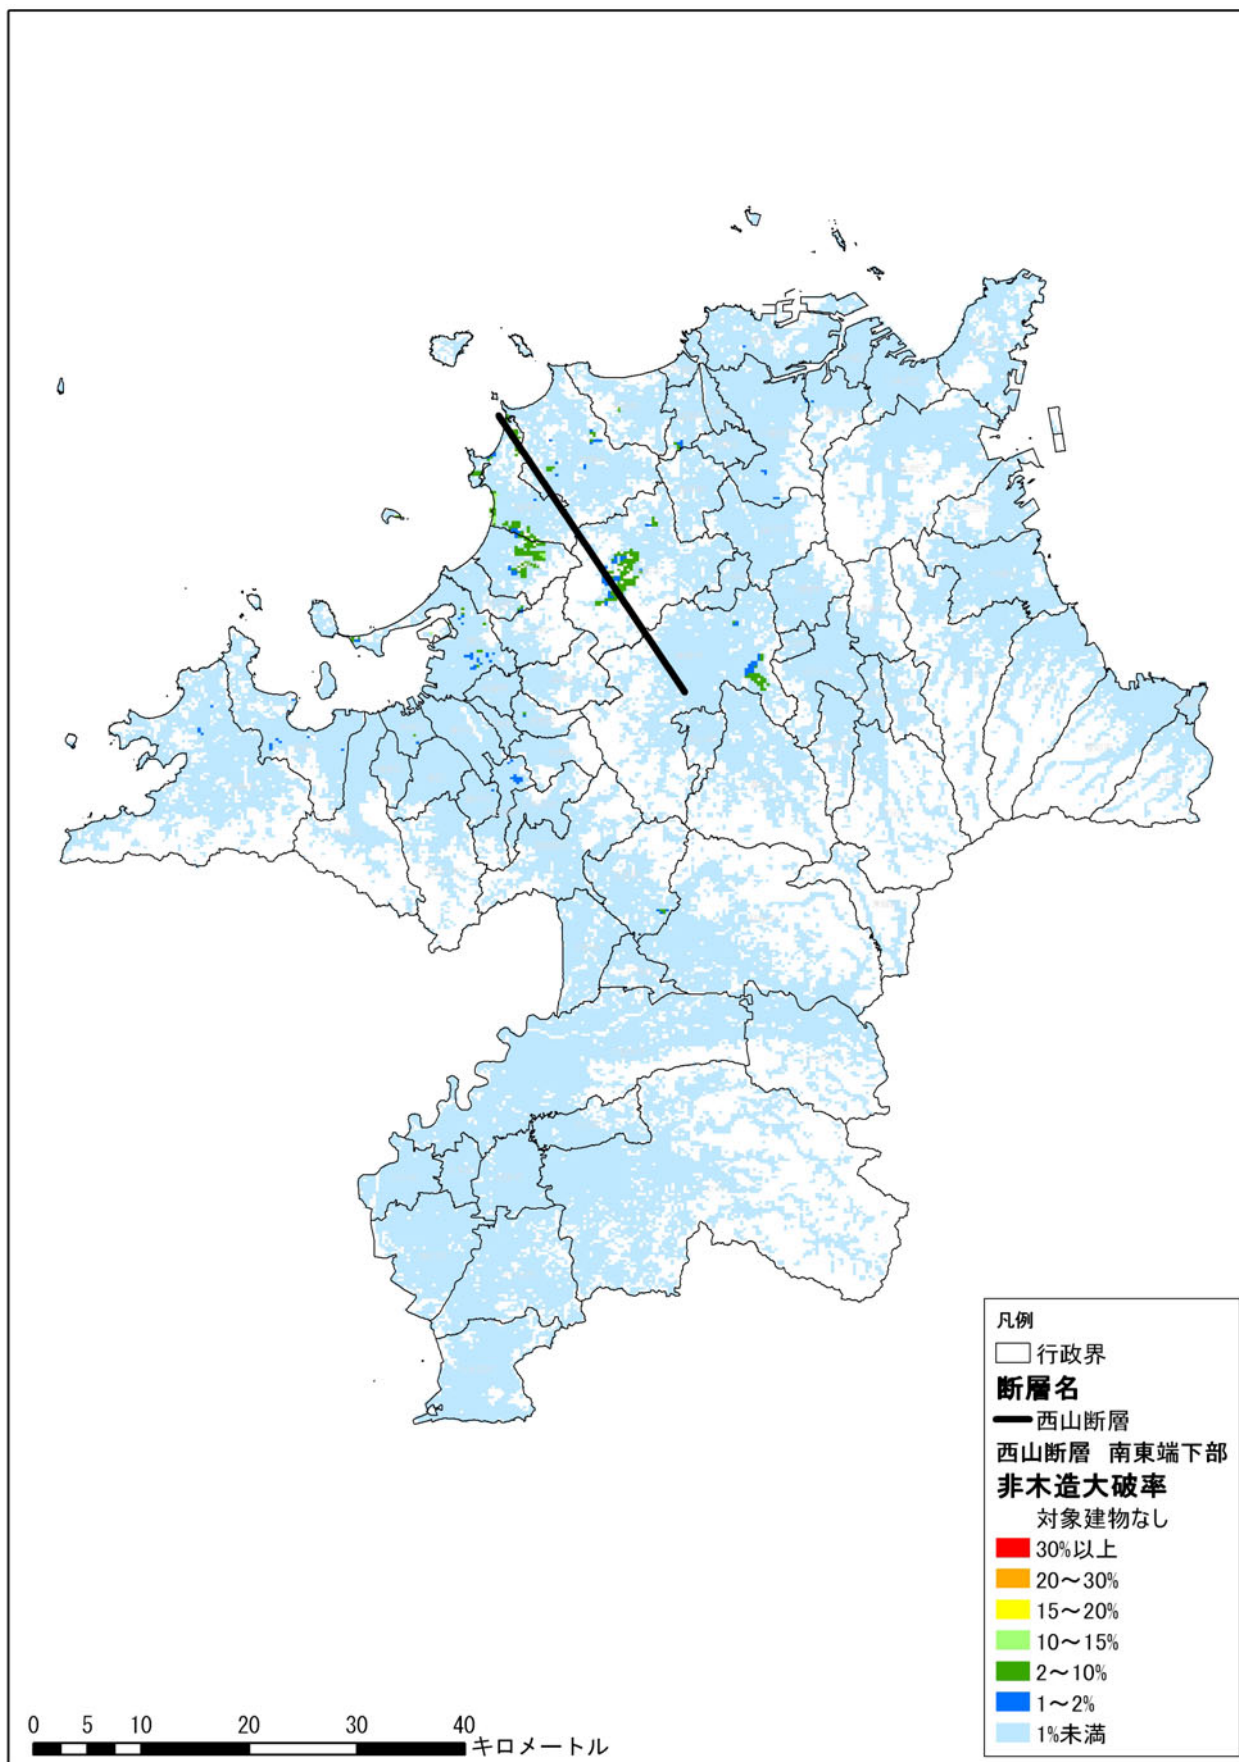 凡例
行政界
断層名
西山断層
西山断層 南東端下部
非木造大破率
対象建物なし
30%以上
20～30%
15～20%
10～15%
2～10%
1～2%
1%未満
0 5 10 20 30 40
キロメートル